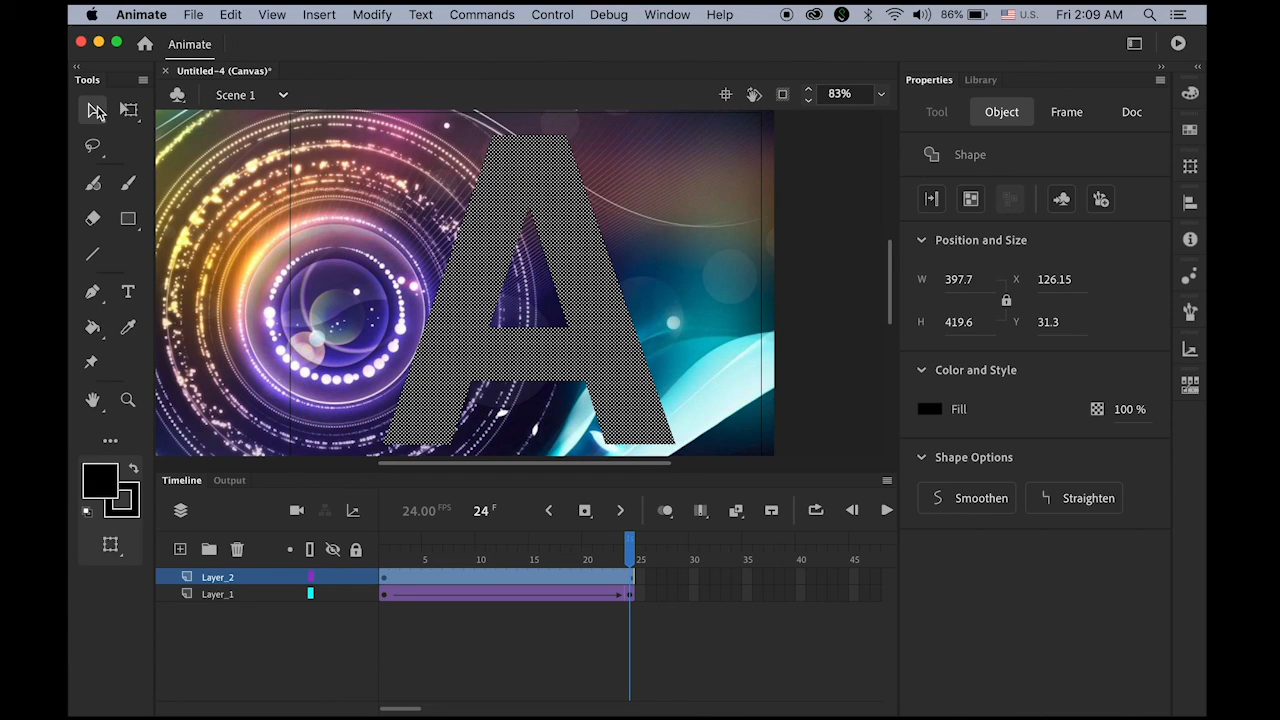 Animate File Edit View Insert Modify Text Commands Control Debug Window Help 86% U.S. Fri 2:09 AM
Animate
Tools Untitled-4 (Canvas)* Properties Library
Scene 1 83%
Tool Object Frame Doc
Shape
Position and Size
W 397.7 X 126.15
H 419.6 Y 31.3
Color and Style
Fill 100 %
Shape Options
Smoothen Straighten
A
T
Timeline Output
24.00 FPS 24 F
5 10 15 20 25 30 35 40 45
Layer_2
Layer_1